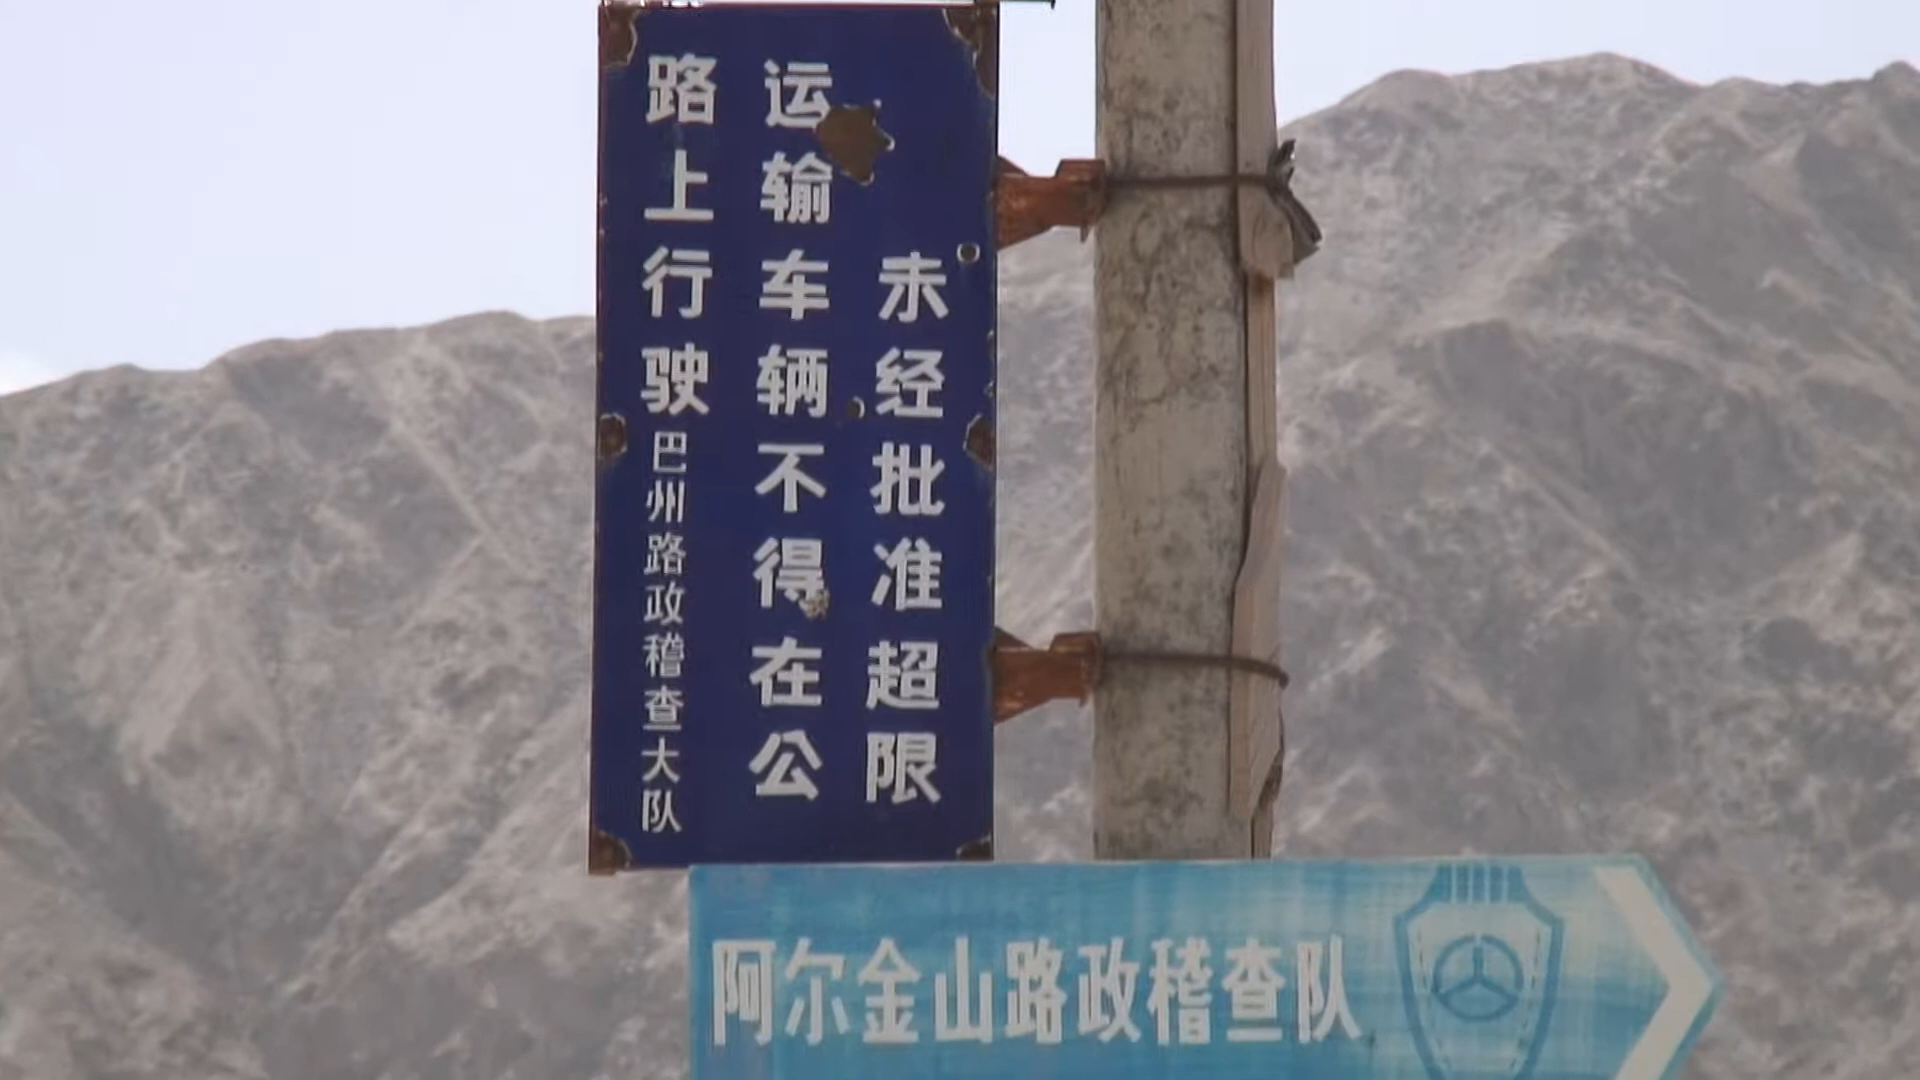 未经批准超限
运输车辆不得在公
路上行驶
巴州路政稽查大队
阿尔金山路政稽查队